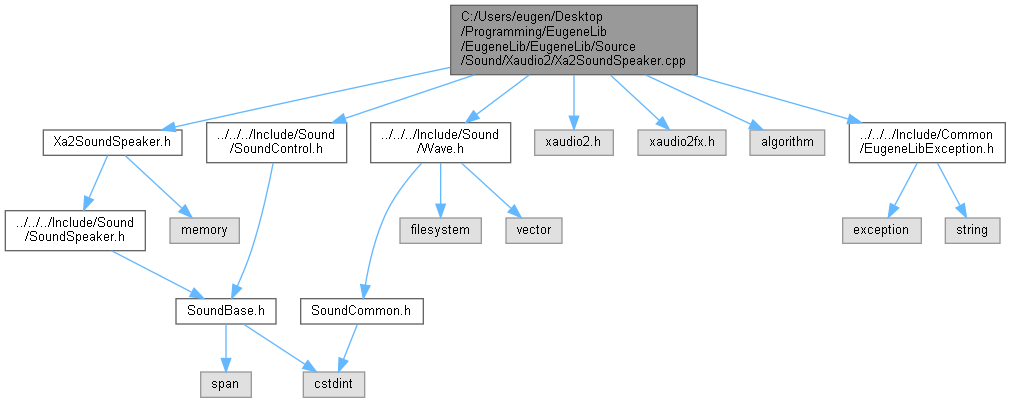 C:/Users/eugen/Desktop
/Programming/EugeneLib
/EugeneLib/EugeneLib/Source
/Sound/Xaudio2/Xa2SoundSpeaker.cpp
Xa2SoundSpeaker.h
../../../Include/Sound
/SoundControl.h
../../../Include/Sound
/Wave.h
xaudio2.h
xaudio2fx.h
algorithm
../../../Include/Common
/EugeneLibException.h
../../../Include/Sound
/SoundSpeaker.h
memory
filesystem
vector
exception
string
SoundBase.h
SoundCommon.h
span
cstdint